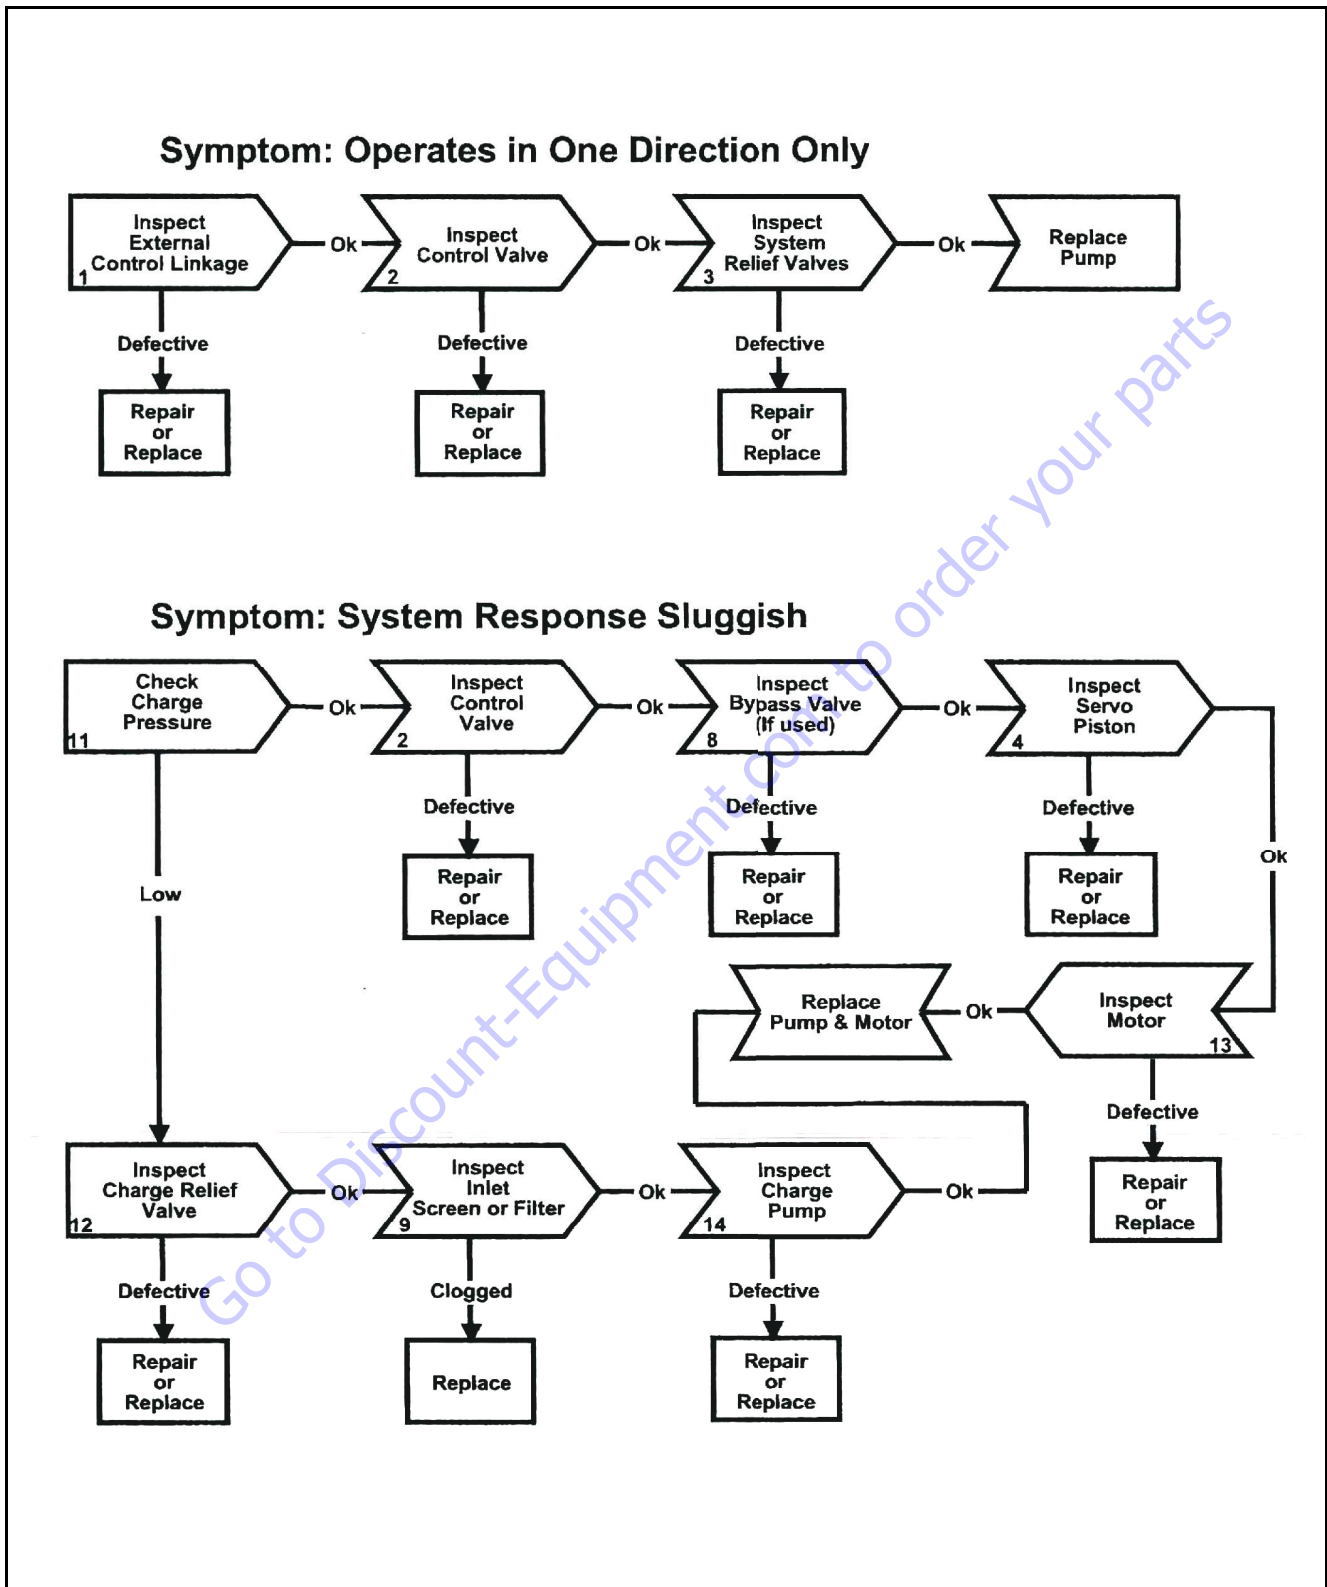 Symptom: Operates in One Direction Only
Inspect
External
Control Linkage
1
Ok
Inspect
Control Valve
2
Ok
Inspect
System
Relief Valves
3
Ok
Replace
Pump
Defective
Defective
Defective
Repair
or
Replace
Repair
or
Replace
Repair
or
Replace
Symptom: System Response Sluggish
Check
Charge
Pressure
11
Ok
Inspect
Control
Valve
2
Ok
Inspect
Bypass Valve
(If used)
8
Ok
Inspect
Servo
Piston
4
Defective
Defective
Defective
Ok
Repair
or
Replace
Repair
or
Replace
Repair
or
Replace
Low
Replace
Pump & Motor
Ok
Inspect
Motor
13
Defective
Repair
or
Replace
Inspect
Charge Relief
Valve
12
Ok
Inspect
Inlet
Screen or Filter
9
Ok
Inspect
Charge
Pump
14
Ok
Defective
Clogged
Defective
Repair
or
Replace
Replace
Repair
or
Replace
Go to Discount-Equipment.com to order your parts